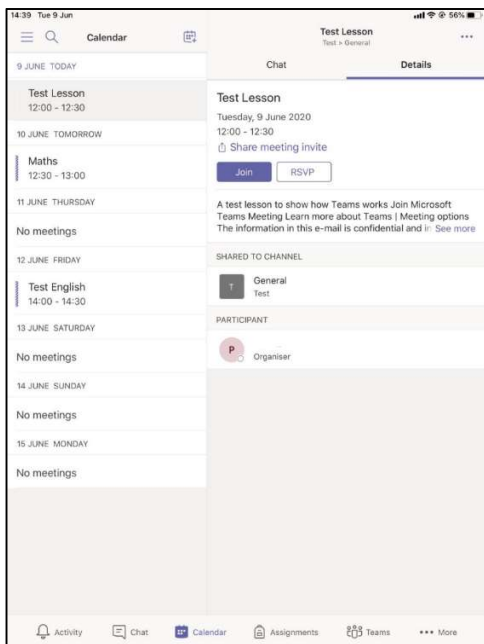 14:39 Tue 9 Jun
56%
Calendar
9 JUNE TODAY
Test Lesson
12:00 - 12:30
10 JUNE TOMORROW
Maths
12:30 - 13:00
11 JUNE THURSDAY
No meetings
12 JUNE FRIDAY
Test English
14:00 - 14:30
13 JUNE SATURDAY
No meetings
14 JUNE SUNDAY
No meetings
15 JUNE MONDAY
No meetings
Test Lesson
Test > General
Chat
Details
Test Lesson
Tuesday, 9 June 2020
12:00 - 12:30
Share meeting invite
Join
RSVP
A test lesson to show how Teams works Join Microsoft
Teams Meeting Learn more about Teams | Meeting options
The information in this e-mail is confidential and in See more
SHARED TO CHANNEL
T
General
Test
PARTICIPANT
P
Organiser
Activity
Chat
Calendar
Assignments
Teams
More